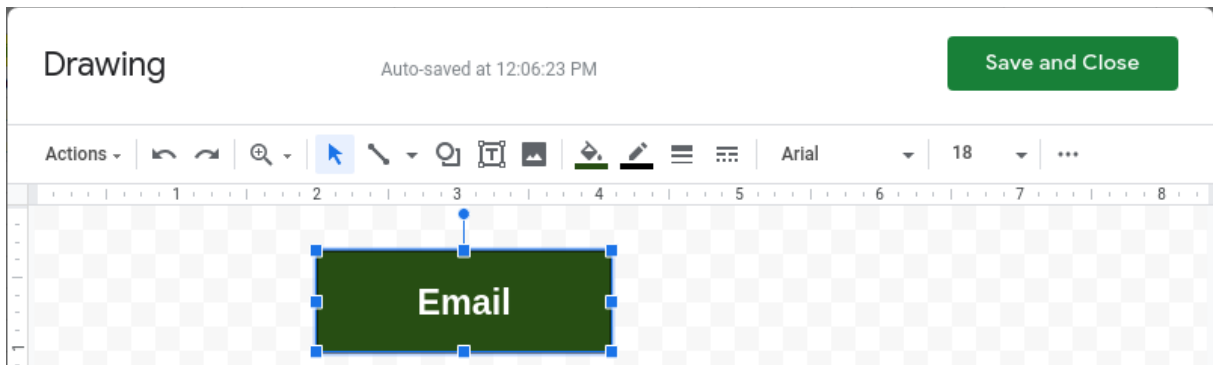 Drawing
Auto-saved at 12:06:23 PM
Save and Close
Actions
Arial
18
1 2 3 4 5 6 7 8
Email
1